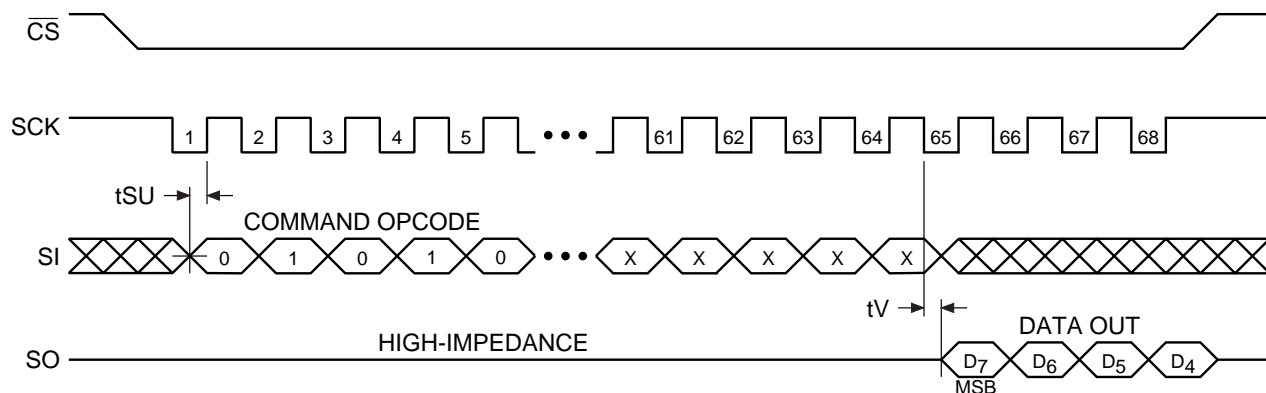 CS
SCK 1 2 3 4 5 ••• 61 62 63 64 65 66 67 68
tSU
COMMAND OPCODE
SI 0 1 0 1 0 ••• X X X X X
tV
HIGH-IMPEDANCE DATA OUT
SO D7 D6 D5 D4
MSB